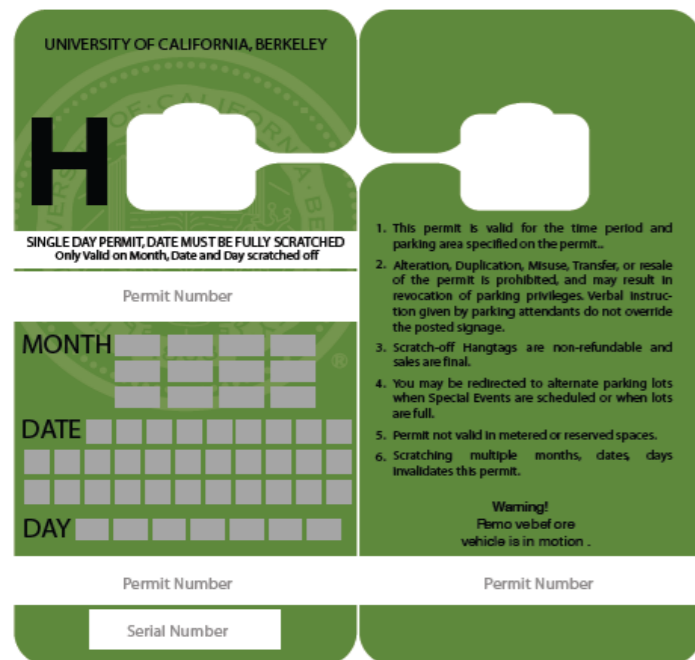 UNIVERSITY OF CALIFORNIA, BERKELEY
H
SINGLE DAY PERMIT, DATE MUST BE FULLY SCRATCHED
Only Valid on Month, Date and Day scratched off
Permit Number
MONTH
DATE
DAY
Permit Number
Serial Number
1. This permit is valid for the time period and
parking area specified on the permit..
2. Alteration, Duplication, Misuse, Transfer, or resale
of the permit is prohibited, and may result in
revocation of parking privileges. Verbal instruc-
tion given by parking attendants do not override
the posted signage.
3. Scratch-off Hangtags are non-refundable and
sales are final.
4. You may be redirected to alternate parking lots
when Special Events are scheduled or when lots
are full.
5. Permit not valid in metered or reserved spaces.
6. Scratching multiple months, dates, days
invalidates this permit.
Warning!
Remo vebef ore
vehicle is in motion .
Permit Number